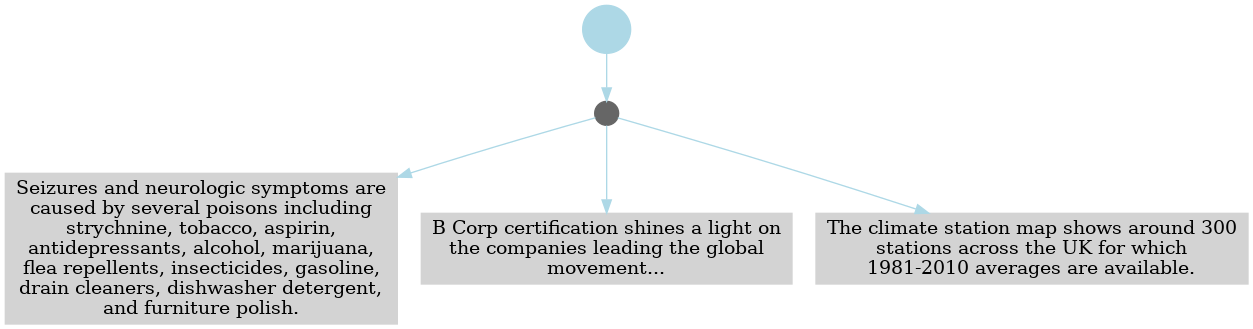 Seizures and neurologic symptoms are
caused by several poisons including
strychnine, tobacco, aspirin,
antidepressants, alcohol, marijuana,
flea repellents, insecticides, gasoline,
drain cleaners, dishwasher detergent,
and furniture polish.
B Corp certification shines a light on
the companies leading the global
movement...
The climate station map shows around 300
stations across the UK for which
1981-2010 averages are available.